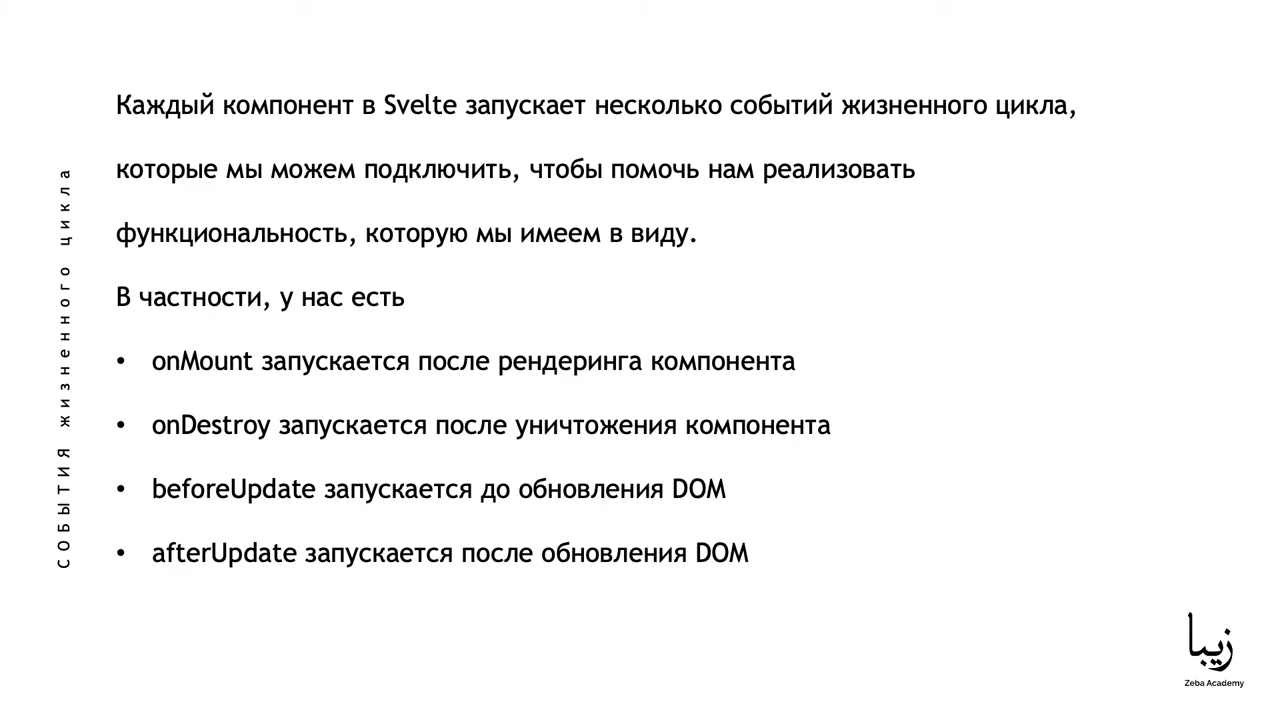 События жизненного цикла
Каждый компонент в Svelte запускает несколько событий жизненного цикла,
которые мы можем подключить, чтобы помочь нам реализовать
функциональность, которую мы имеем в виду.
В частности, у нас есть
• onMount запускается после рендеринга компонента
• onDestroy запускается после уничтожения компонента
• beforeUpdate запускается до обновления DOM
• afterUpdate запускается после обновления DOM
زیبا
Zeba Academy